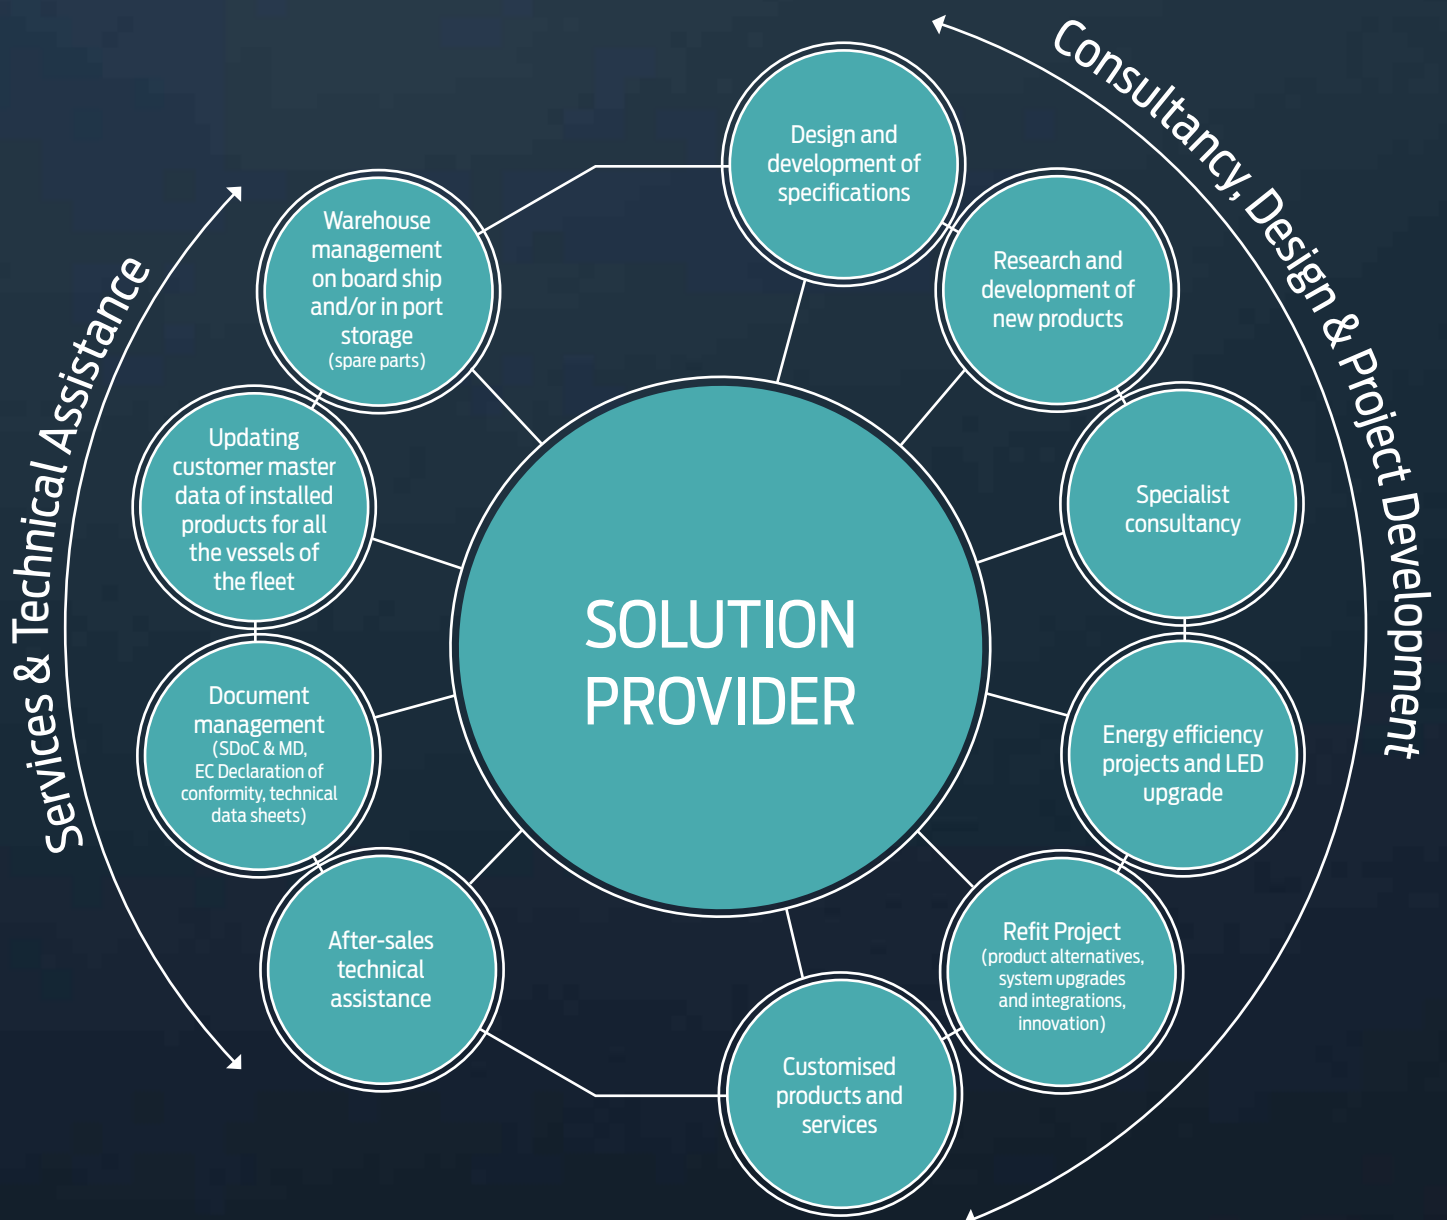 Consultancy, Design & Project Development
Services & Technical Assistance
SOLUTION
PROVIDER
Design and
development of
specifications
Research and
development of
new products
Specialist
consultancy
Energy efficiency
projects and LED
upgrade
Refit Project
(product alternatives,
system upgrades
and integrations,
innovation)
Customised
products and
services
After-sales
technical
assistance
Document
management
(SDoC & MD,
EC Declaration of
conformity, technical
data sheets)
Updating
customer master
data of installed
products for all
the vessels of
the fleet
Warehouse
management
on board ship
and/or in port
storage
(spare parts)